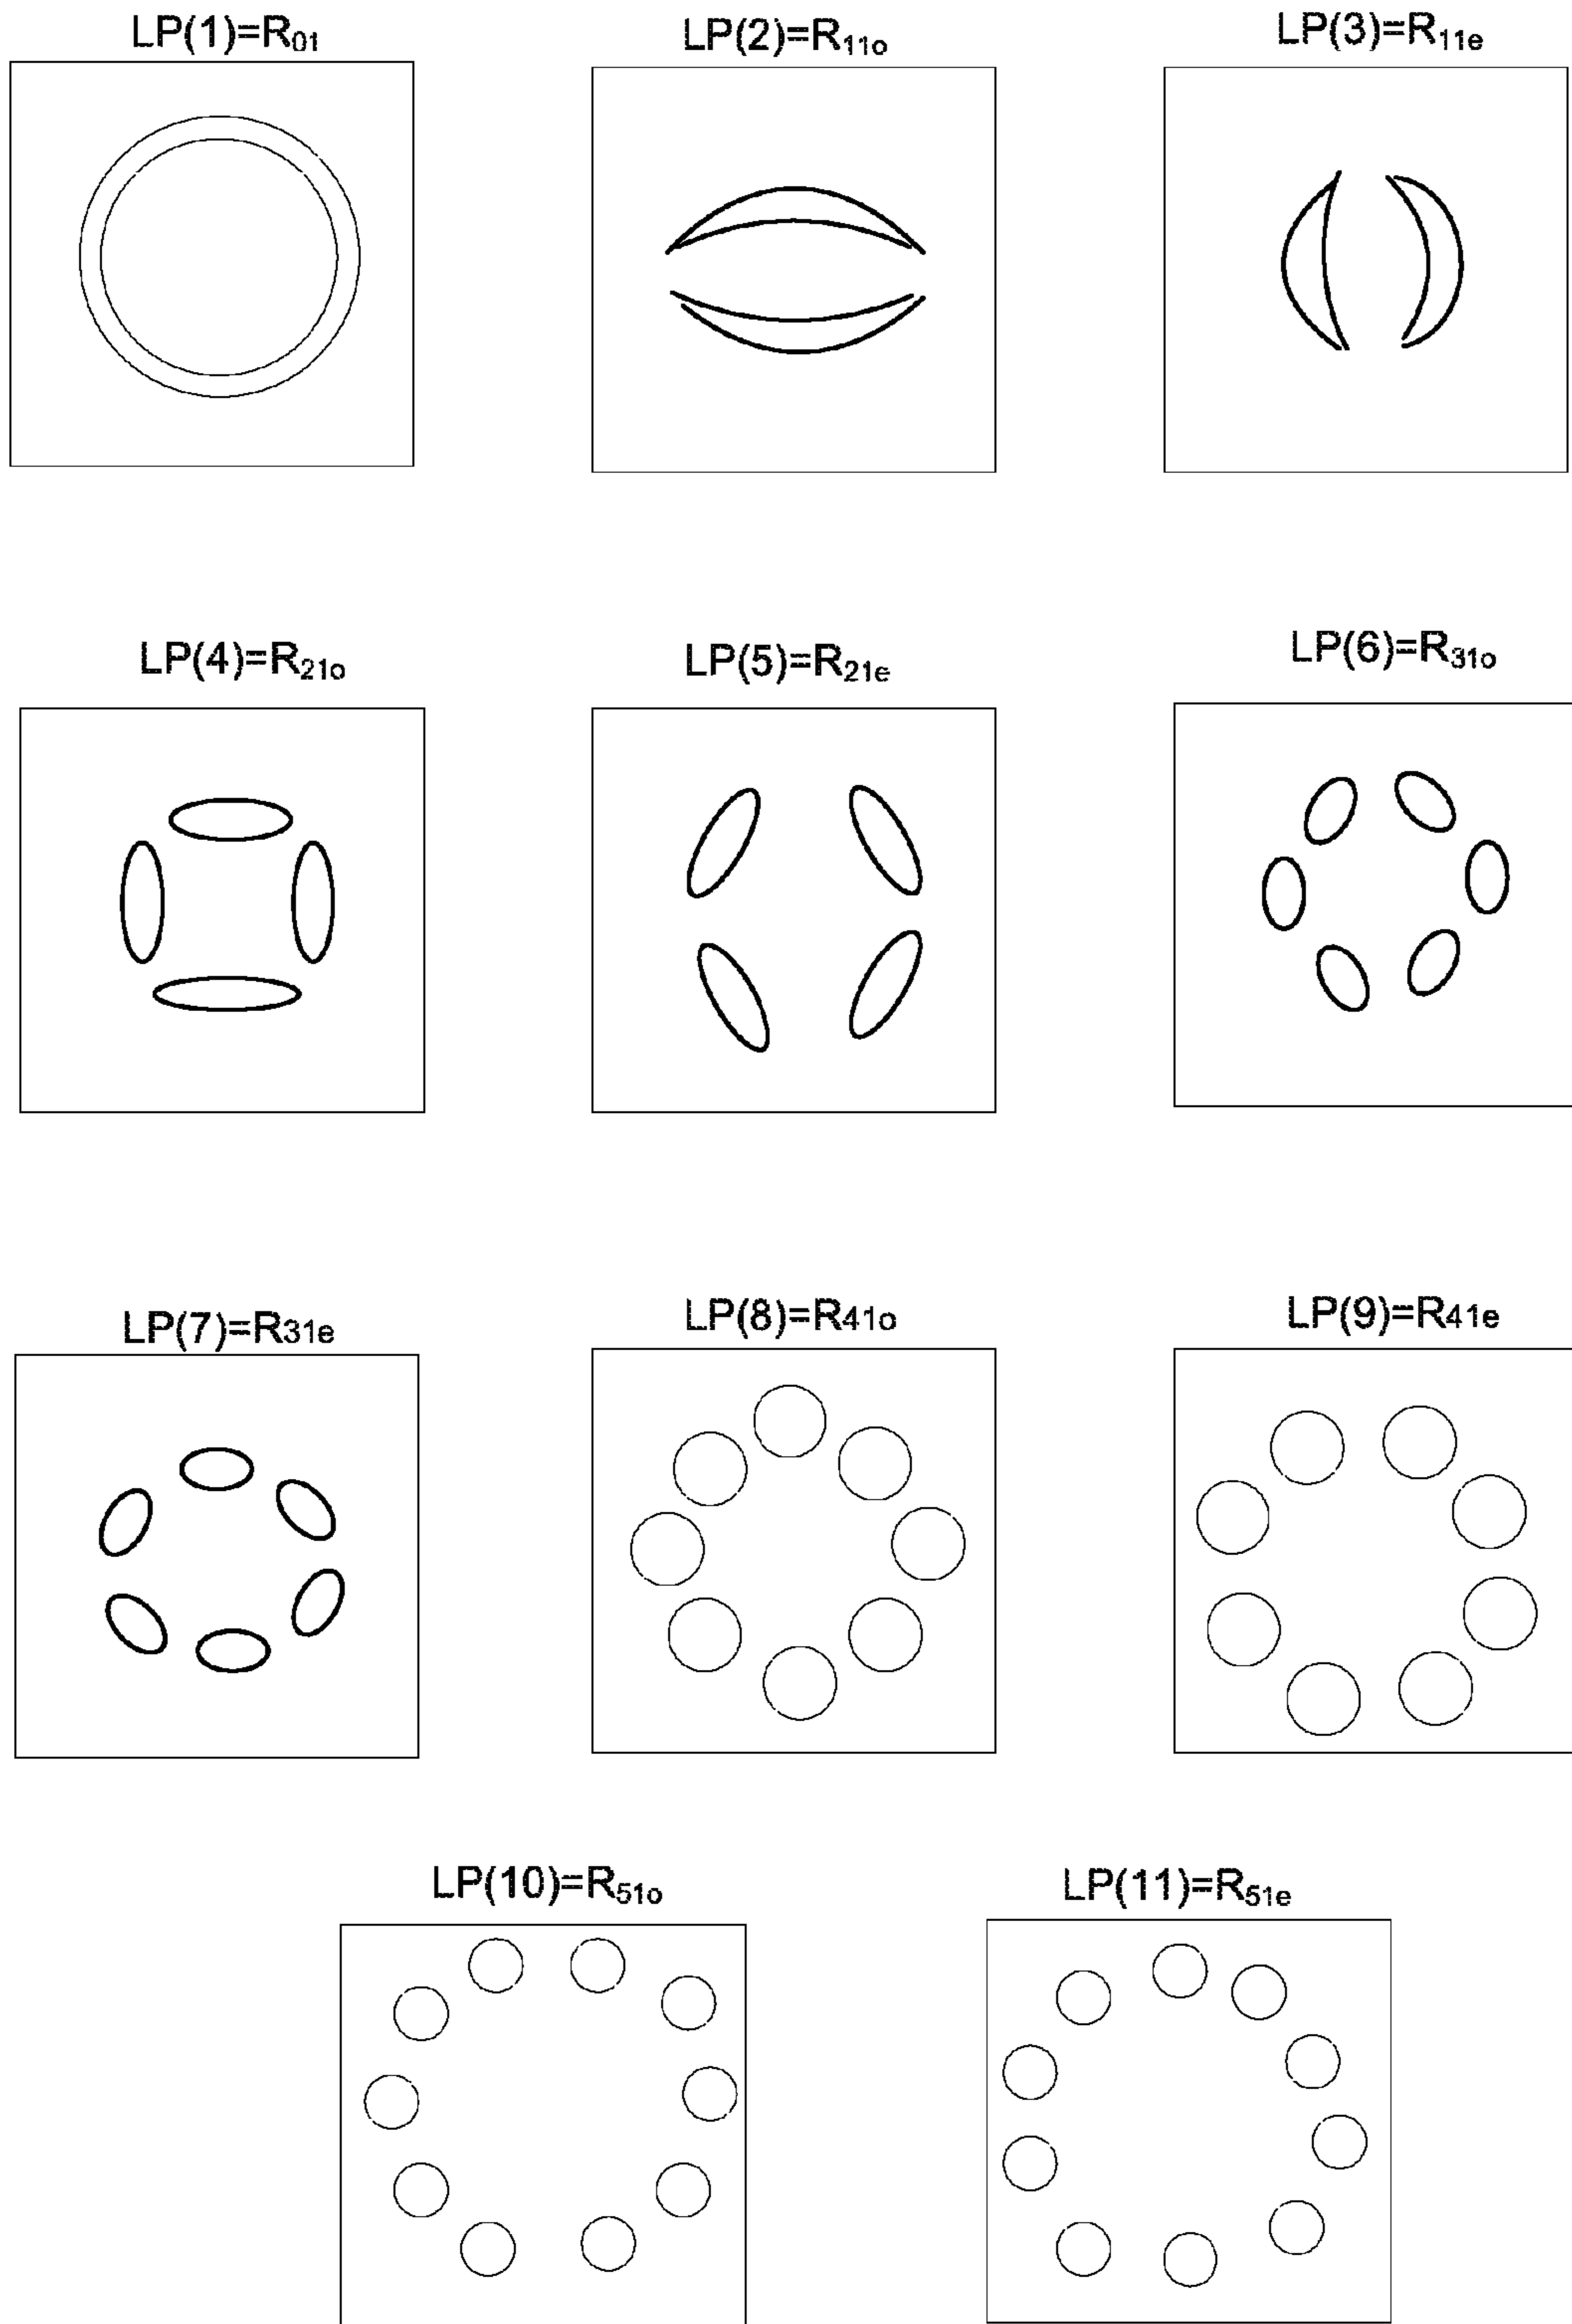 LP(1)=R01
LP(2)=R11o
LP(3)=R11e
LP(4)=R21o
LP(5)=R21e
LP(6)=R31o
LP(7)=R31e
LP(8)=R41o
LP(9)=R41e
LP(10)=R51o
LP(11)=R51e